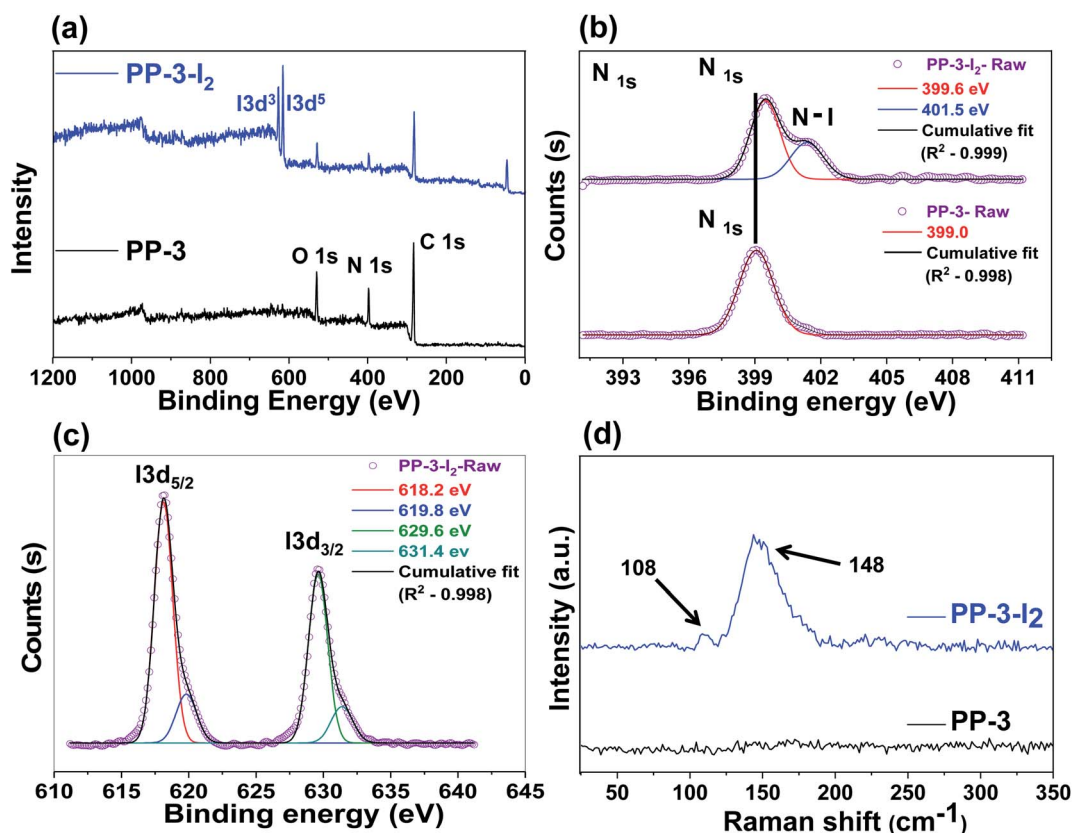 (a)
PP-3-I₂
I3d³ I3d⁵
PP-3
O 1s
N 1s
C 1s
Intensity
1200 1000 800 600 400 200 0
Binding Energy (eV)
(b)
N 1s
N 1s
N - I
PP-3-I₂- Raw
399.6 eV
401.5 eV
Cumulative fit
(R² - 0.999)
N 1s
PP-3- Raw
399.0
Cumulative fit
(R² - 0.998)
Counts (s)
393 396 399 402 405 408 411
Binding energy (eV)
(c)
I3d5/2
I3d3/2
PP-3-I₂-Raw
618.2 eV
619.8 eV
629.6 eV
631.4 ev
Cumulative fit
(R² - 0.998)
Counts (s)
610 615 620 625 630 635 640 645
Binding energy (eV)
(d)
108
148
PP-3-I2
PP-3
Intensity (a.u.)
50 100 150 200 250 300 350
Raman shift (cm⁻¹)